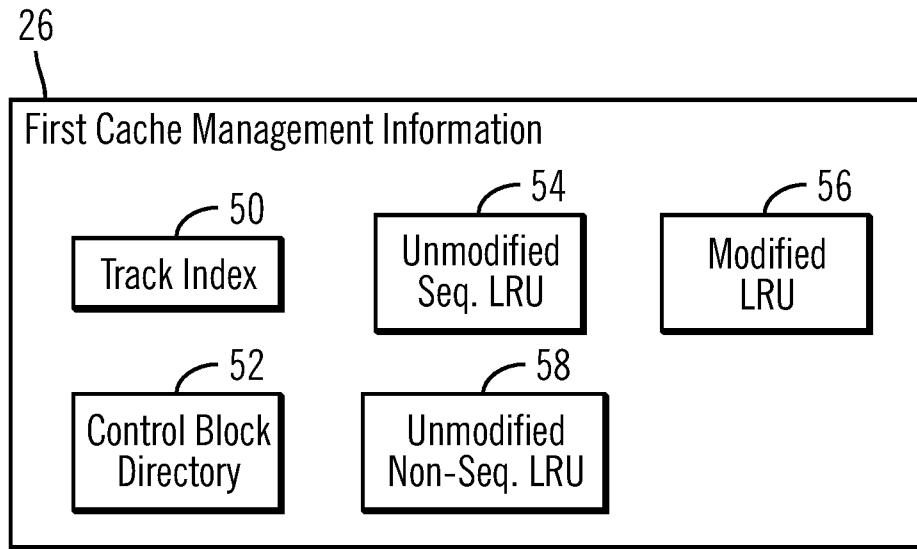 26
First Cache Management Information
50
Track Index
54
Unmodified
Seq. LRU
56
Modified
LRU
52
Control Block
Directory
58
Unmodified
Non-Seq. LRU